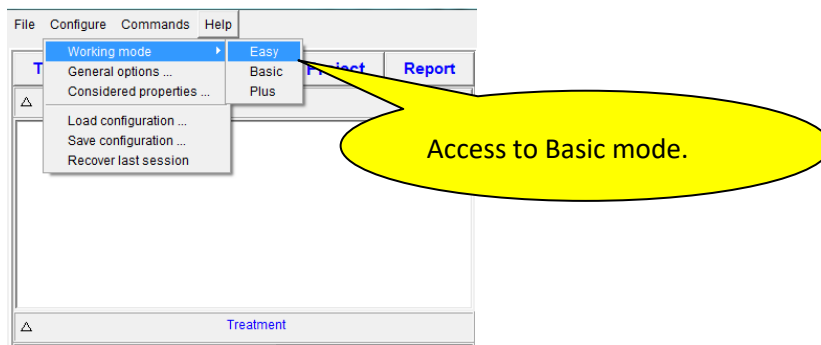 File Configure Commands Help
Working mode Easy
T Project Report
General options ... Basic
Considered properties ... Plus
Load configuration ...
Save configuration ...
Recover last session
Access to Basic mode.
Treatment